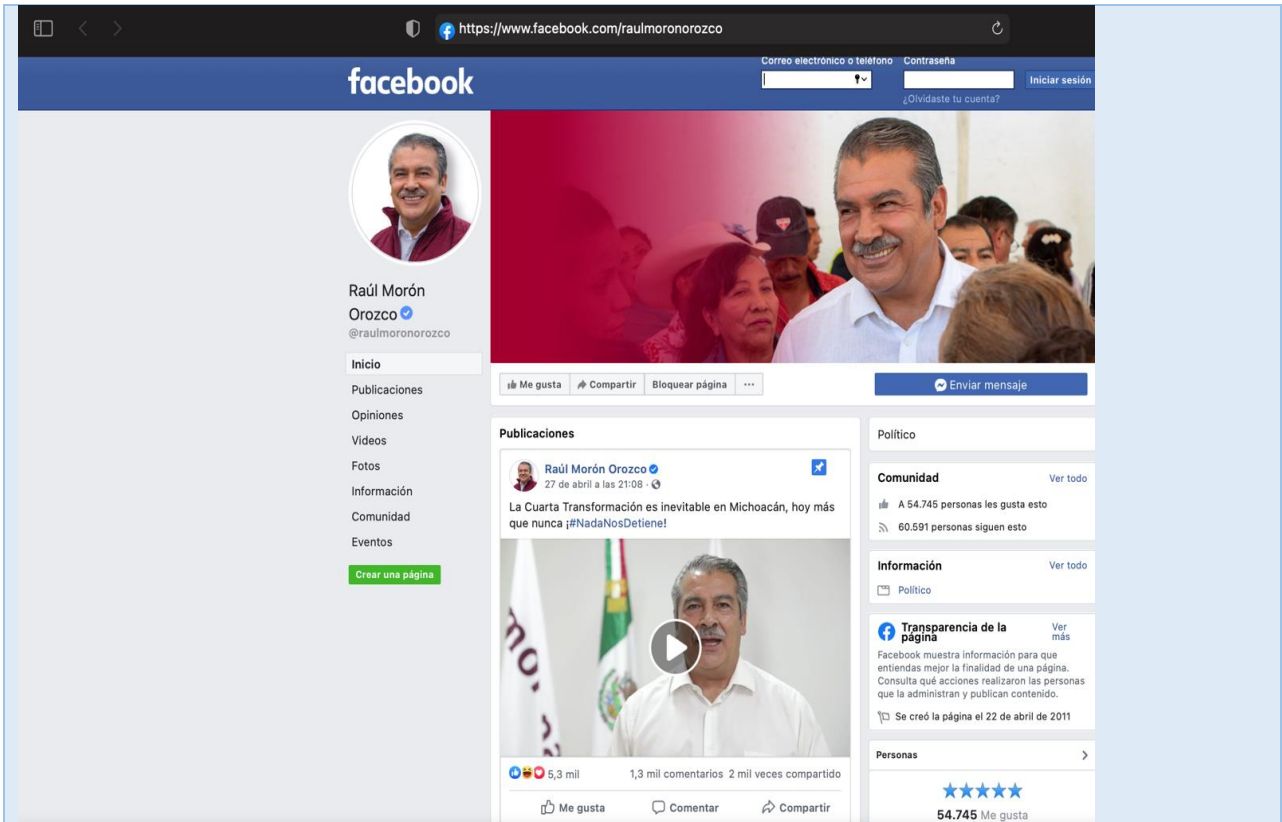 https://www.facebook.com/raulmoronorozco
facebook
Correo electrónico o teléfono
Contraseña
Iniciar sesión
¿Olvidaste tu cuenta?
Raúl Morón
Orozco
@raulmoronorozco
Inicio
Publicaciones
Opiniones
Videos
Fotos
Información
Comunidad
Eventos
Crear una página
Me gusta
Compartir
Bloquear página
Enviar mensaje
Publicaciones
Raúl Morón Orozco
27 de abril a las 21:08 ·
La Cuarta Transformación es inevitable en Michoacán, hoy más
que nunca ¡#NadaNosDetiene!
mo
5,3 mil
1,3 mil comentarios 2 mil veces compartido
Me gusta
Comentar
Compartir
Político
Comunidad
Ver todo
A 54.745 personas les gusta esto
60.591 personas siguen esto
Información
Ver todo
Político
Transparencia de la
página
Ver
más
Facebook muestra información para que
entiendas mejor la finalidad de una página.
Consulta qué acciones realizaron las personas
que la administran y publican contenido.
Se creó la página el 22 de abril de 2011
Personas
54.745 Me gusta